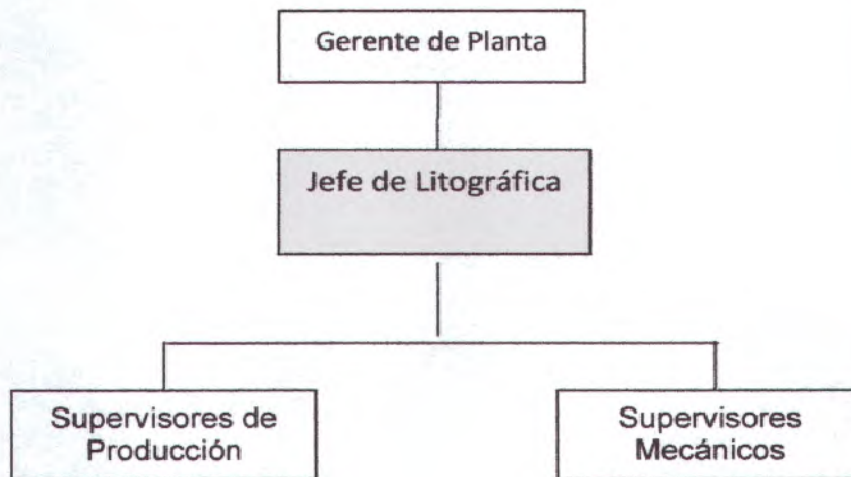 Gerente de Planta
Jefe de Litográfica
Supervisores de
Producción
Supervisores
Mecánicos